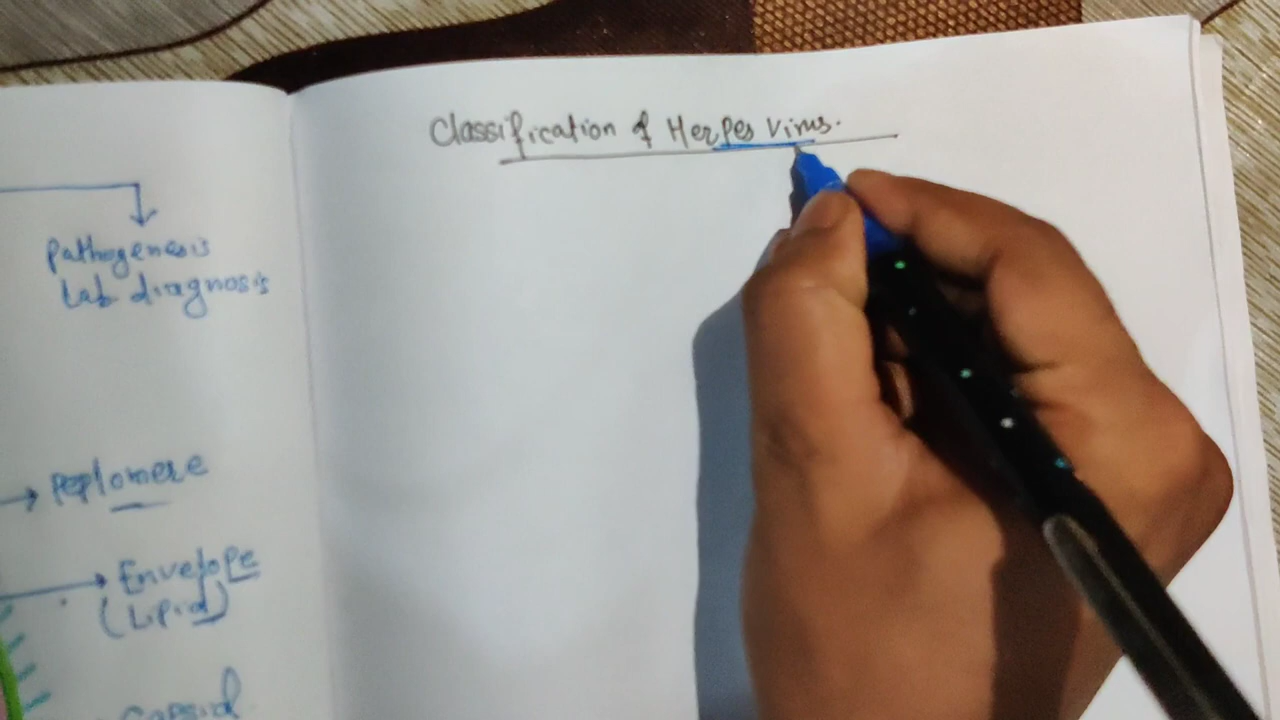 Classification of Herpes Virus.
Pathogenesis
Lab diagnosis
Peplomere
Envelope
(Lipid)
Capsid